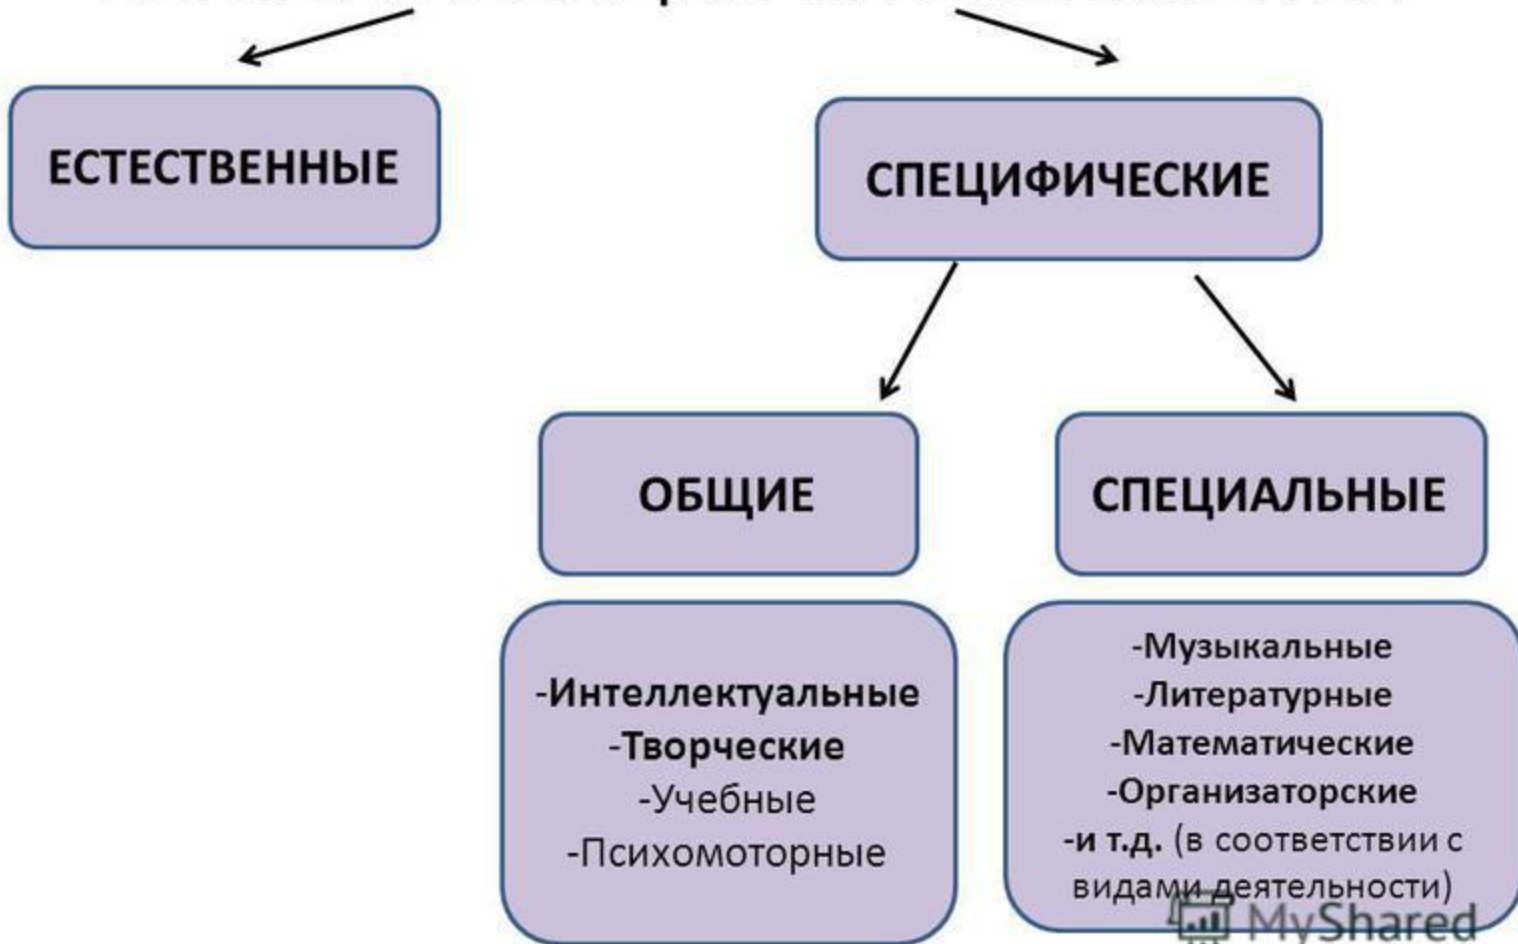 ЕСТЕСТВЕННЫЕ
СПЕЦИФИЧЕСКИЕ
ОБЩИЕ
СПЕЦИАЛЬНЫЕ
-Интеллектуальные
-Творческие
-Учебные
-Психомоторные
-Музыкальные
-Литературные
-Математические
-Организаторские
-и т.д. (в соответствии с
видами деятельности)
MyShared